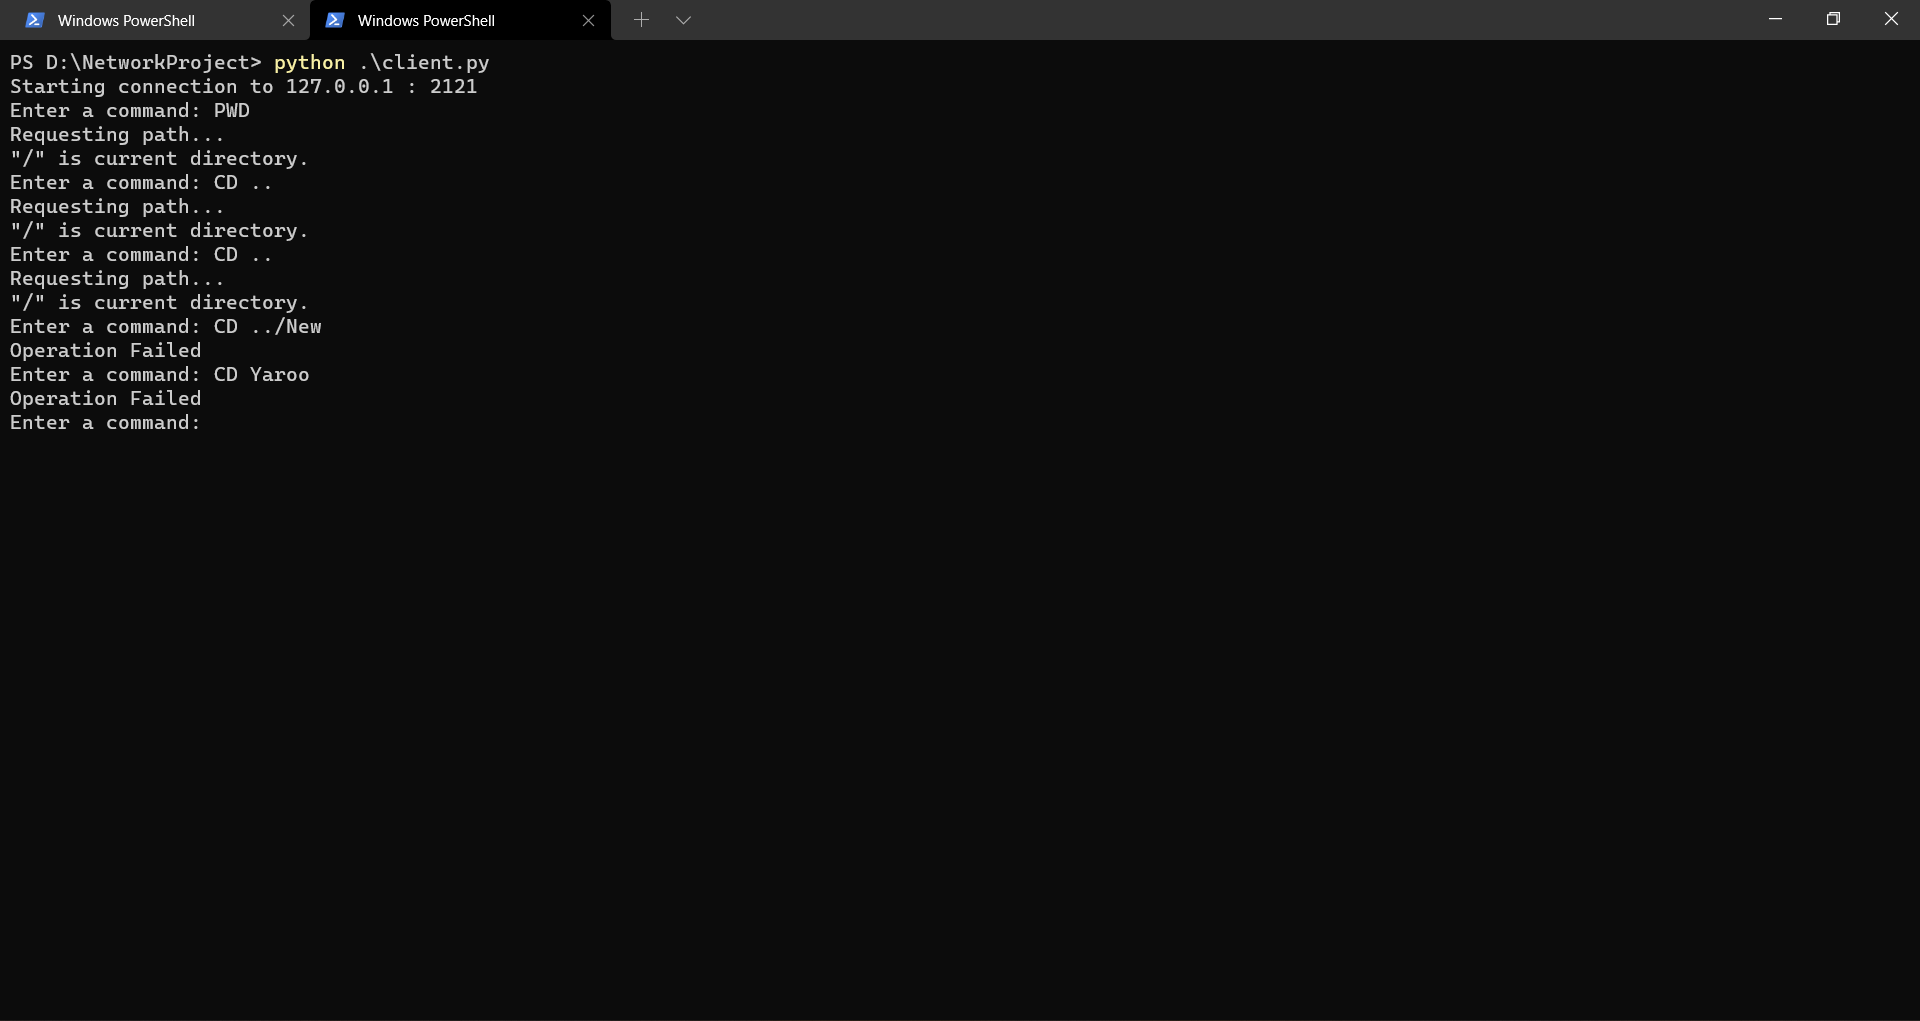 Windows PowerShell
Windows PowerShell
PS D:\NetworkProject> python .\client.py
Starting connection to 127.0.0.1 : 2121
Enter a command: PWD
Requesting path...
"/" is current directory.
Enter a command: CD ..
Requesting path...
"/" is current directory.
Enter a command: CD ..
Requesting path...
"/" is current directory.
Enter a command: CD ../New
Operation Failed
Enter a command: CD Yaroo
Operation Failed
Enter a command: